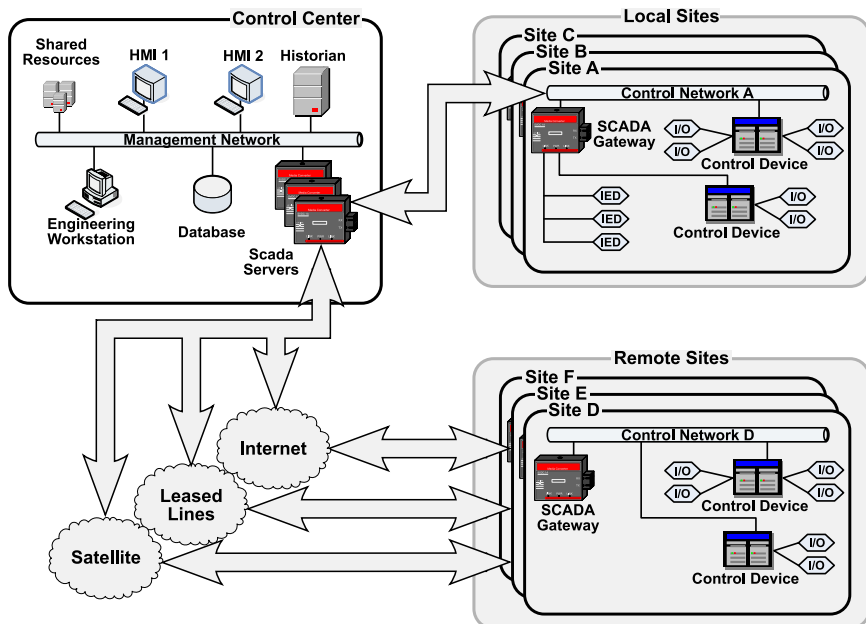 Control Center
Shared
Resources
HMI 1
HMI 2
Historian
Management Network
Engineering
Workstation
Database
Scada
Servers
Local Sites
Site C
Site B
Site A
Control Network A
SCADA
Gateway
I/O
I/O
I/O
I/O
Control Device
IED
IED
IED
I/O
I/O
Control Device
Internet
Leased
Lines
Satellite
Remote Sites
Site F
Site E
Site D
Control Network D
SCADA
Gateway
I/O
I/O
I/O
I/O
Control Device
I/O
I/O
Control Device